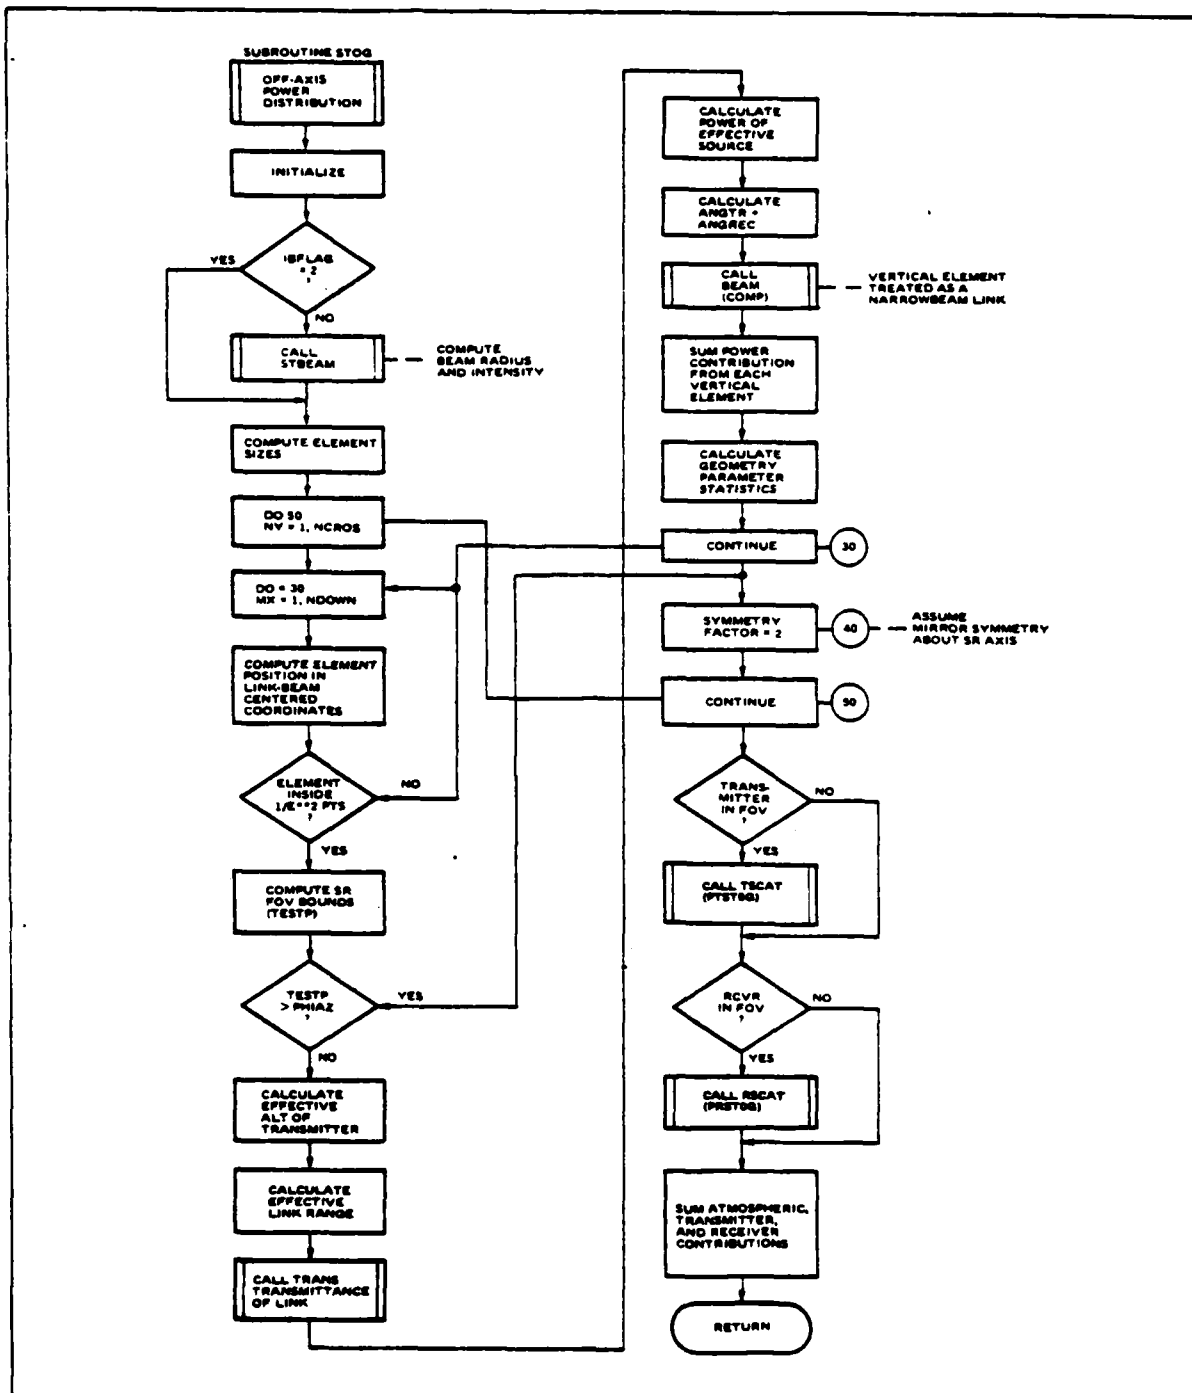 SUBROUTINE STOG
OFF-AXIS
POWER
DISTRIBUTION
INITIALIZE
IBFLAG
= 2
?
YES
NO
CALL
STBEAM
COMPUTE
BEAM RADIUS
AND INTENSITY
COMPUTE ELEMENT
SIZES
DO 50
NY = 1, NCROS
DO = 30
MX = 1, NDOWN
COMPUTE ELEMENT
POSITION IN
LINK-BEAM
CENTERED
COORDINATES
ELEMENT
INSIDE
1/E**2 PTS
?
NO
YES
COMPUTE SR
FOV BOUNDS
(TESTP)
TESTP
> PHIAZ
?
YES
NO
CALCULATE
EFFECTIVE
ALT OF
TRANSMITTER
CALCULATE
EFFECTIVE
LINK RANGE
CALL TRANS
TRANSMITTANCE
OF LINK
CALCULATE
POWER OF
EFFECTIVE
SOURCE
CALCULATE
ANGTR +
ANGREC
CALL
BEAM
(COMP)
VERTICAL ELEMENT
TREATED AS A
NARROWBEAM LINK
SUM POWER
CONTRIBUTION
FROM EACH
VERTICAL
ELEMENT
CALCULATE
GEOMETRY
PARAMETER
STATISTICS
CONTINUE
30
SYMMETRY
FACTOR = 2
40
ASSUME
MIRROR SYMMETRY
ABOUT SR AXIS
CONTINUE
50
TRANS-
MITTER
IN FOV
?
NO
YES
CALL TSCAT
(PTSTOG)
RCVR
IN FOV
?
NO
YES
CALL RSCAT
(PRSTOG)
SUM ATMOSPHERIC,
TRANSMITTER,
AND RECEIVER
CONTRIBUTIONS
RETURN